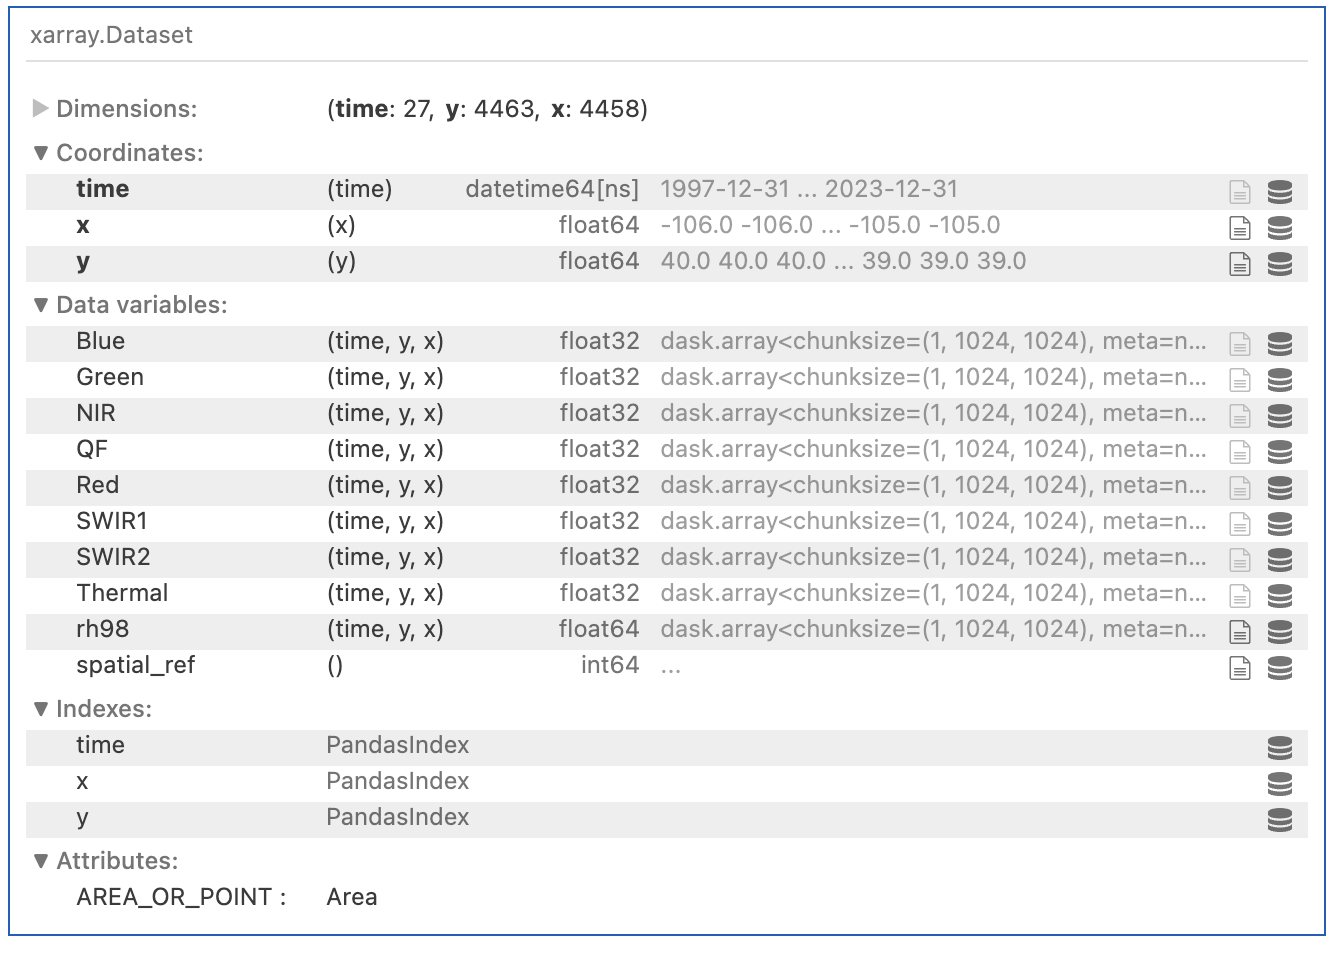 xarray.Dataset
▶ Dimensions: (time: 27, y: 4463, x: 4458)
▼ Coordinates:
time (time) datetime64[ns] 1997-12-31 ... 2023-12-31
x (x) float64 -106.0 -106.0 ... -105.0 -105.0
y (y) float64 40.0 40.0 40.0 ... 39.0 39.0 39.0
▼ Data variables:
Blue (time, y, x) float32 dask.array<chunksize=(1, 1024, 1024), meta=n...
Green (time, y, x) float32 dask.array<chunksize=(1, 1024, 1024), meta=n...
NIR (time, y, x) float32 dask.array<chunksize=(1, 1024, 1024), meta=n...
QF (time, y, x) float32 dask.array<chunksize=(1, 1024, 1024), meta=n...
Red (time, y, x) float32 dask.array<chunksize=(1, 1024, 1024), meta=n...
SWIR1 (time, y, x) float32 dask.array<chunksize=(1, 1024, 1024), meta=n...
SWIR2 (time, y, x) float32 dask.array<chunksize=(1, 1024, 1024), meta=n...
Thermal (time, y, x) float32 dask.array<chunksize=(1, 1024, 1024), meta=n...
rh98 (time, y, x) float64 dask.array<chunksize=(1, 1024, 1024), meta=n...
spatial_ref () int64 ...
▼ Indexes:
time PandasIndex
x PandasIndex
y PandasIndex
▼ Attributes:
AREA_OR_POINT : Area